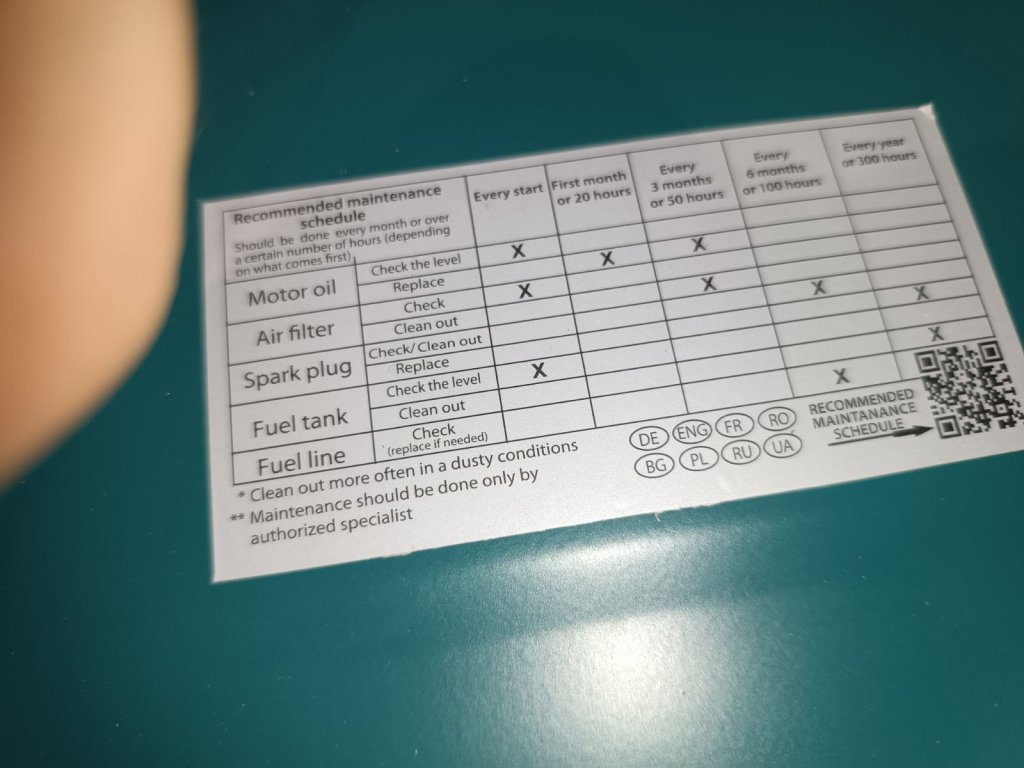 Recommended maintenance
schedule
Should be done every month or over
a certain number of hours (depending
on what comes first)
Every start
First month
or 20 hours
Every
3 months
or 50 hours
Every
6 months
or 100 hours
Every year
or 300 hours
Motor oil
Check the level
X
Replace
X
X
Air filter
Check
X
Clean out
X
Spark plug
Check/ Clean out
X
Replace
X
Fuel tank
Check the level
X
Clean out
X
Fuel line
Check
(replace if needed)
X
* Clean out more often in a dusty conditions
** Maintenance should be done only by
authorized specialist
DE ENG FR RO
BG PL RU UA
RECOMMENDED
MAINTANANCE
SCHEDULE